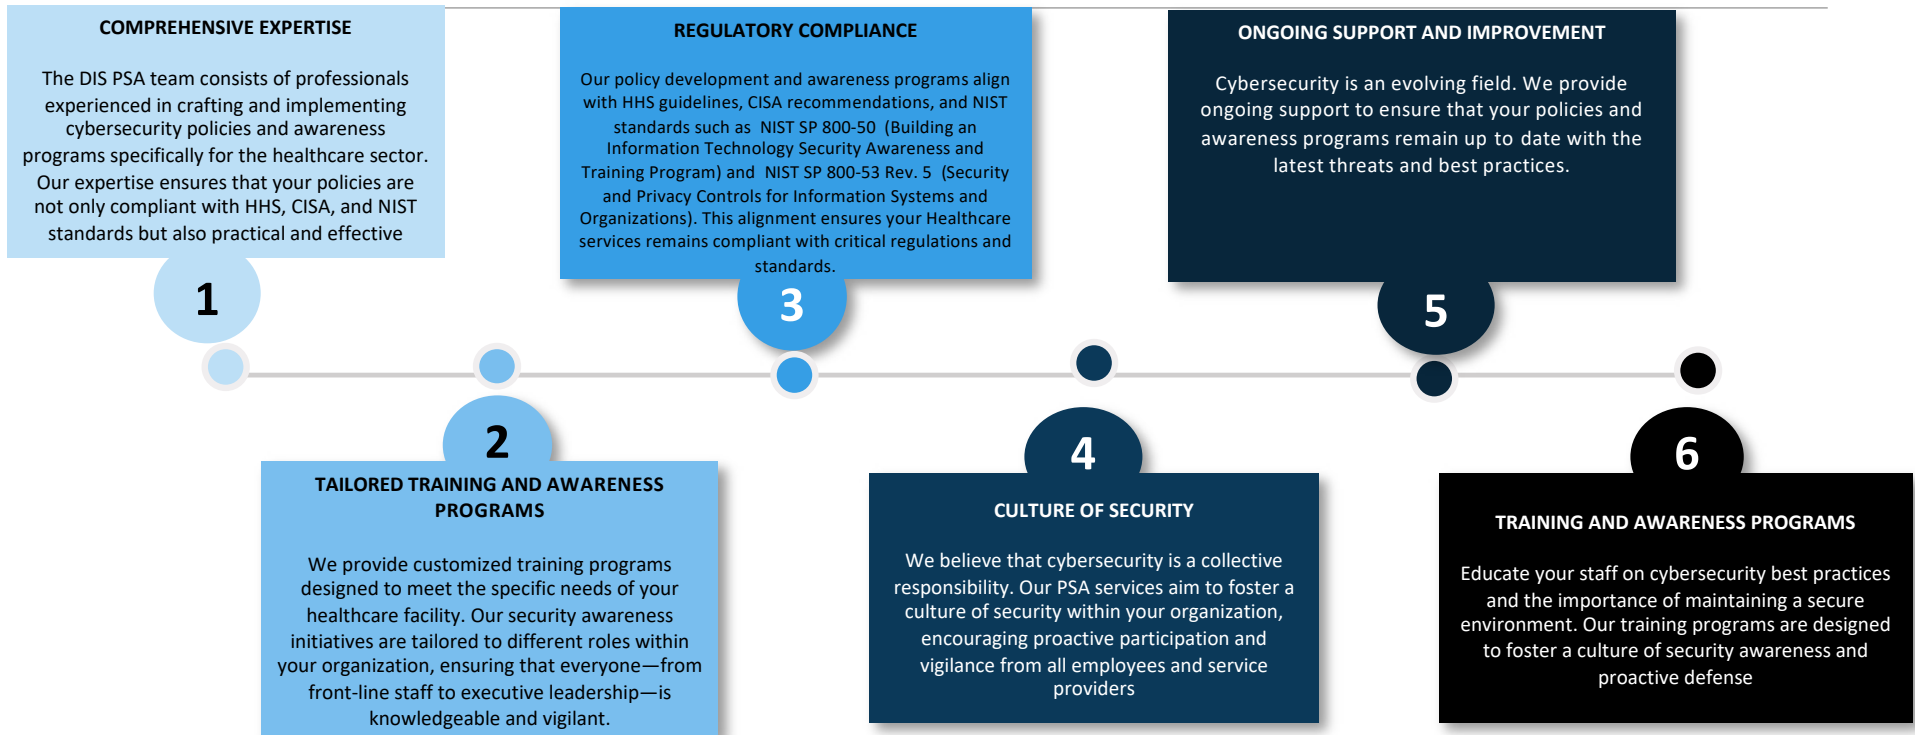 COMPREHENSIVE EXPERTISE
The DIS PSA team consists of professionals
experienced in crafting and implementing
cybersecurity policies and awareness
programs specifically for the healthcare sector.
Our expertise ensures that your policies are
not only compliant with HHS, CISA, and NIST
standards but also practical and effective
1
2
TAILORED TRAINING AND AWARENESS
PROGRAMS
We provide customized training programs
designed to meet the specific needs of your
healthcare facility. Our security awareness
initiatives are tailored to different roles within
your organization, ensuring that everyone—from
front-line staff to executive leadership—is
knowledgeable and vigilant.
REGULATORY COMPLIANCE
Our policy development and awareness programs align
with HHS guidelines, CISA recommendations, and NIST
standards such as NIST SP 800-50 (Building an
Information Technology Security Awareness and
Training Program) and NIST SP 800-53 Rev. 5 (Security
and Privacy Controls for Information Systems and
Organizations). This alignment ensures your Healthcare
services remains compliant with critical regulations and
standards.
3
4
CULTURE OF SECURITY
We believe that cybersecurity is a collective
responsibility. Our PSA services aim to foster a
culture of security within your organization,
encouraging proactive participation and
vigilance from all employees and service
providers
ONGOING SUPPORT AND IMPROVEMENT
Cybersecurity is an evolving field. We provide
ongoing support to ensure that your policies and
awareness programs remain up to date with the
latest threats and best practices.
5
6
TRAINING AND AWARENESS PROGRAMS
Educate your staff on cybersecurity best practices
and the importance of maintaining a secure
environment. Our training programs are designed
to foster a culture of security awareness and
proactive defense